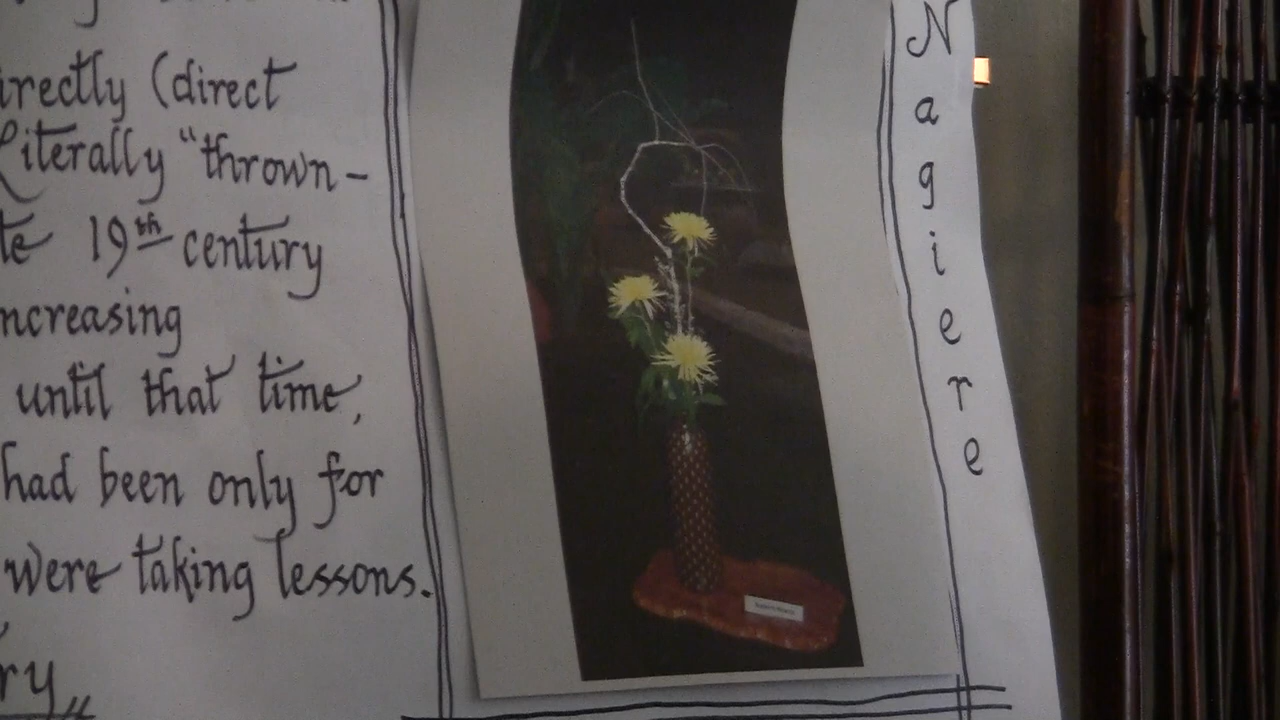 irectly (direct
Literally "thrown-
te 19th century
ncreasing
until that time,
had been only for
were taking lessons.
ry
Nagiere